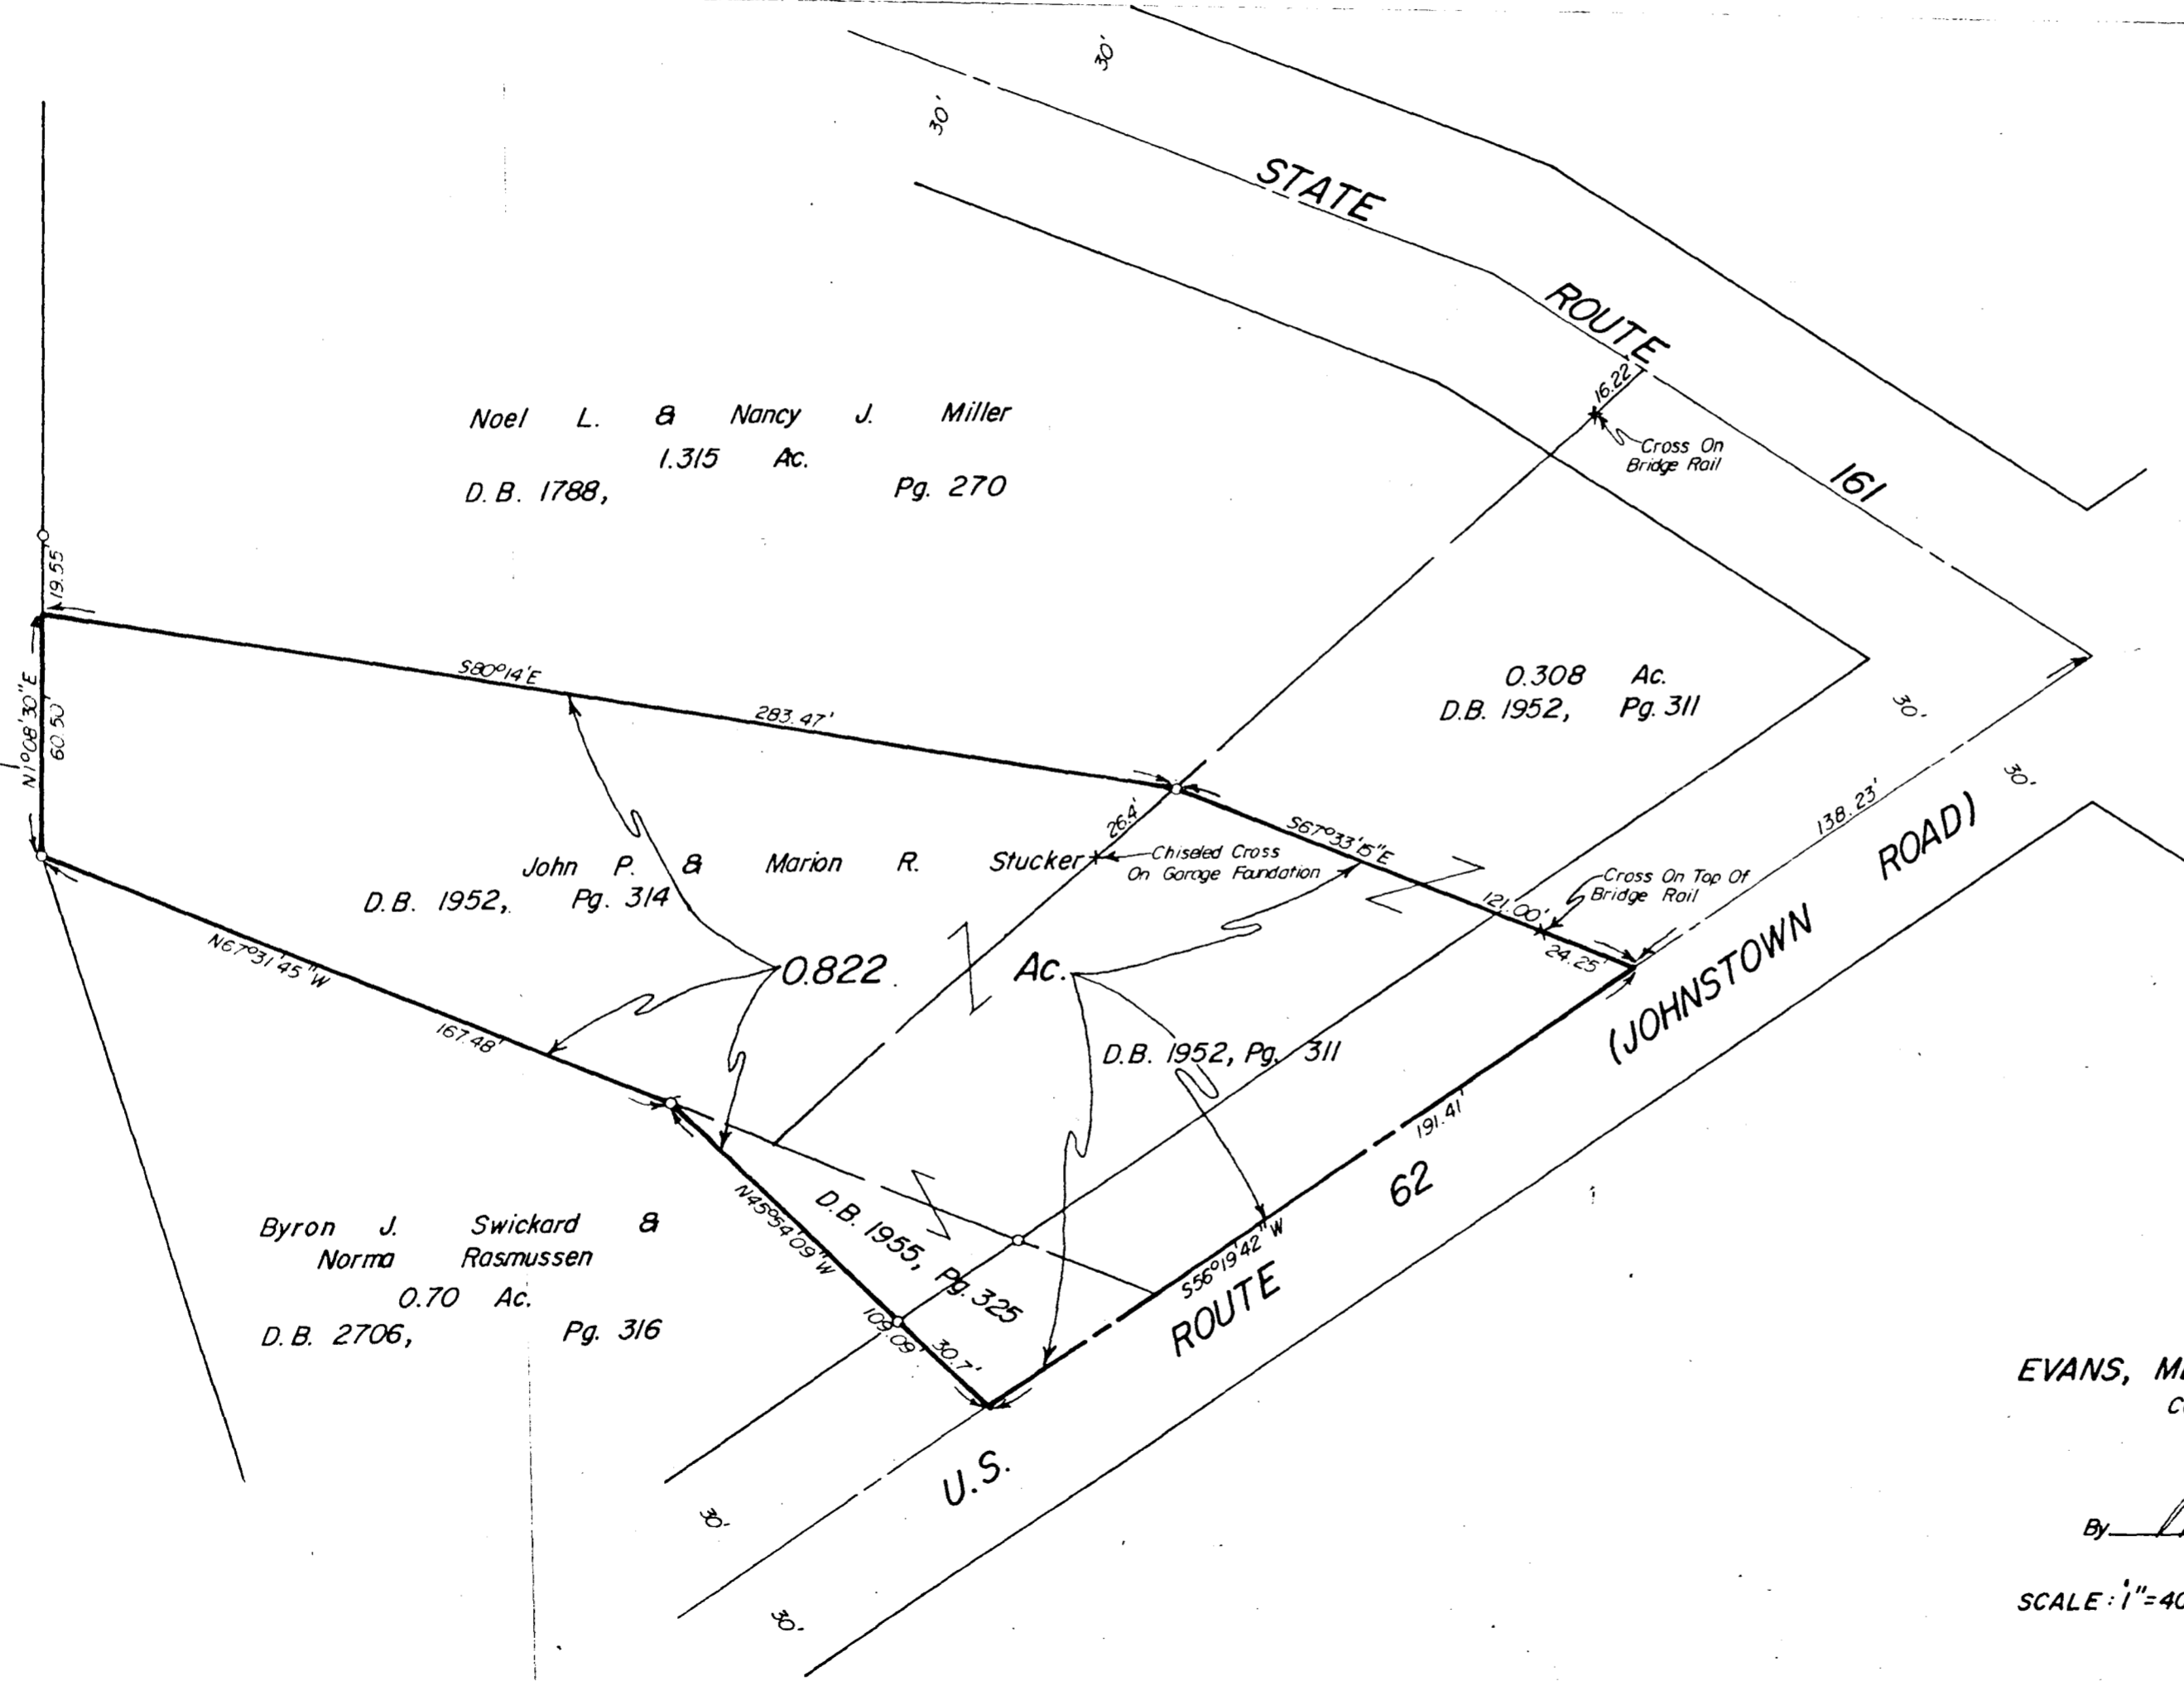 30'
30'
STATE
ROUTE
161
16.22'
Cross On
Bridge Rail
Noel L. & Nancy J. Miller
1.315 Ac.
D.B. 1788, Pg. 270
19.55'
N1°08'30"E
60.50'
S80°14'E
283.47'
0.308 Ac.
D.B. 1952, Pg. 311
30'
30'
138.23'
26.4'
S67°33'15"E
121.00'
24.25'
Chiseled Cross
On Garage Foundation
Cross On Top Of
Bridge Rail
John P. & Marion R. Stucker
D.B. 1952, Pg. 314
0.822 Ac.
D.B. 1952, Pg. 311
N67°31'45"W
167.48'
N45°54'09"W
109.09'
30.7'
D.B. 1955, Pg. 325
S56°19'42"W
191.41'
U.S. ROUTE 62 (JOHNSTOWN ROAD)
Byron J. Swickard &
Norma Rasmussen
0.70 Ac.
D.B. 2706, Pg. 316
30'
30'
EVANS,
By
SCALE: 1"=40